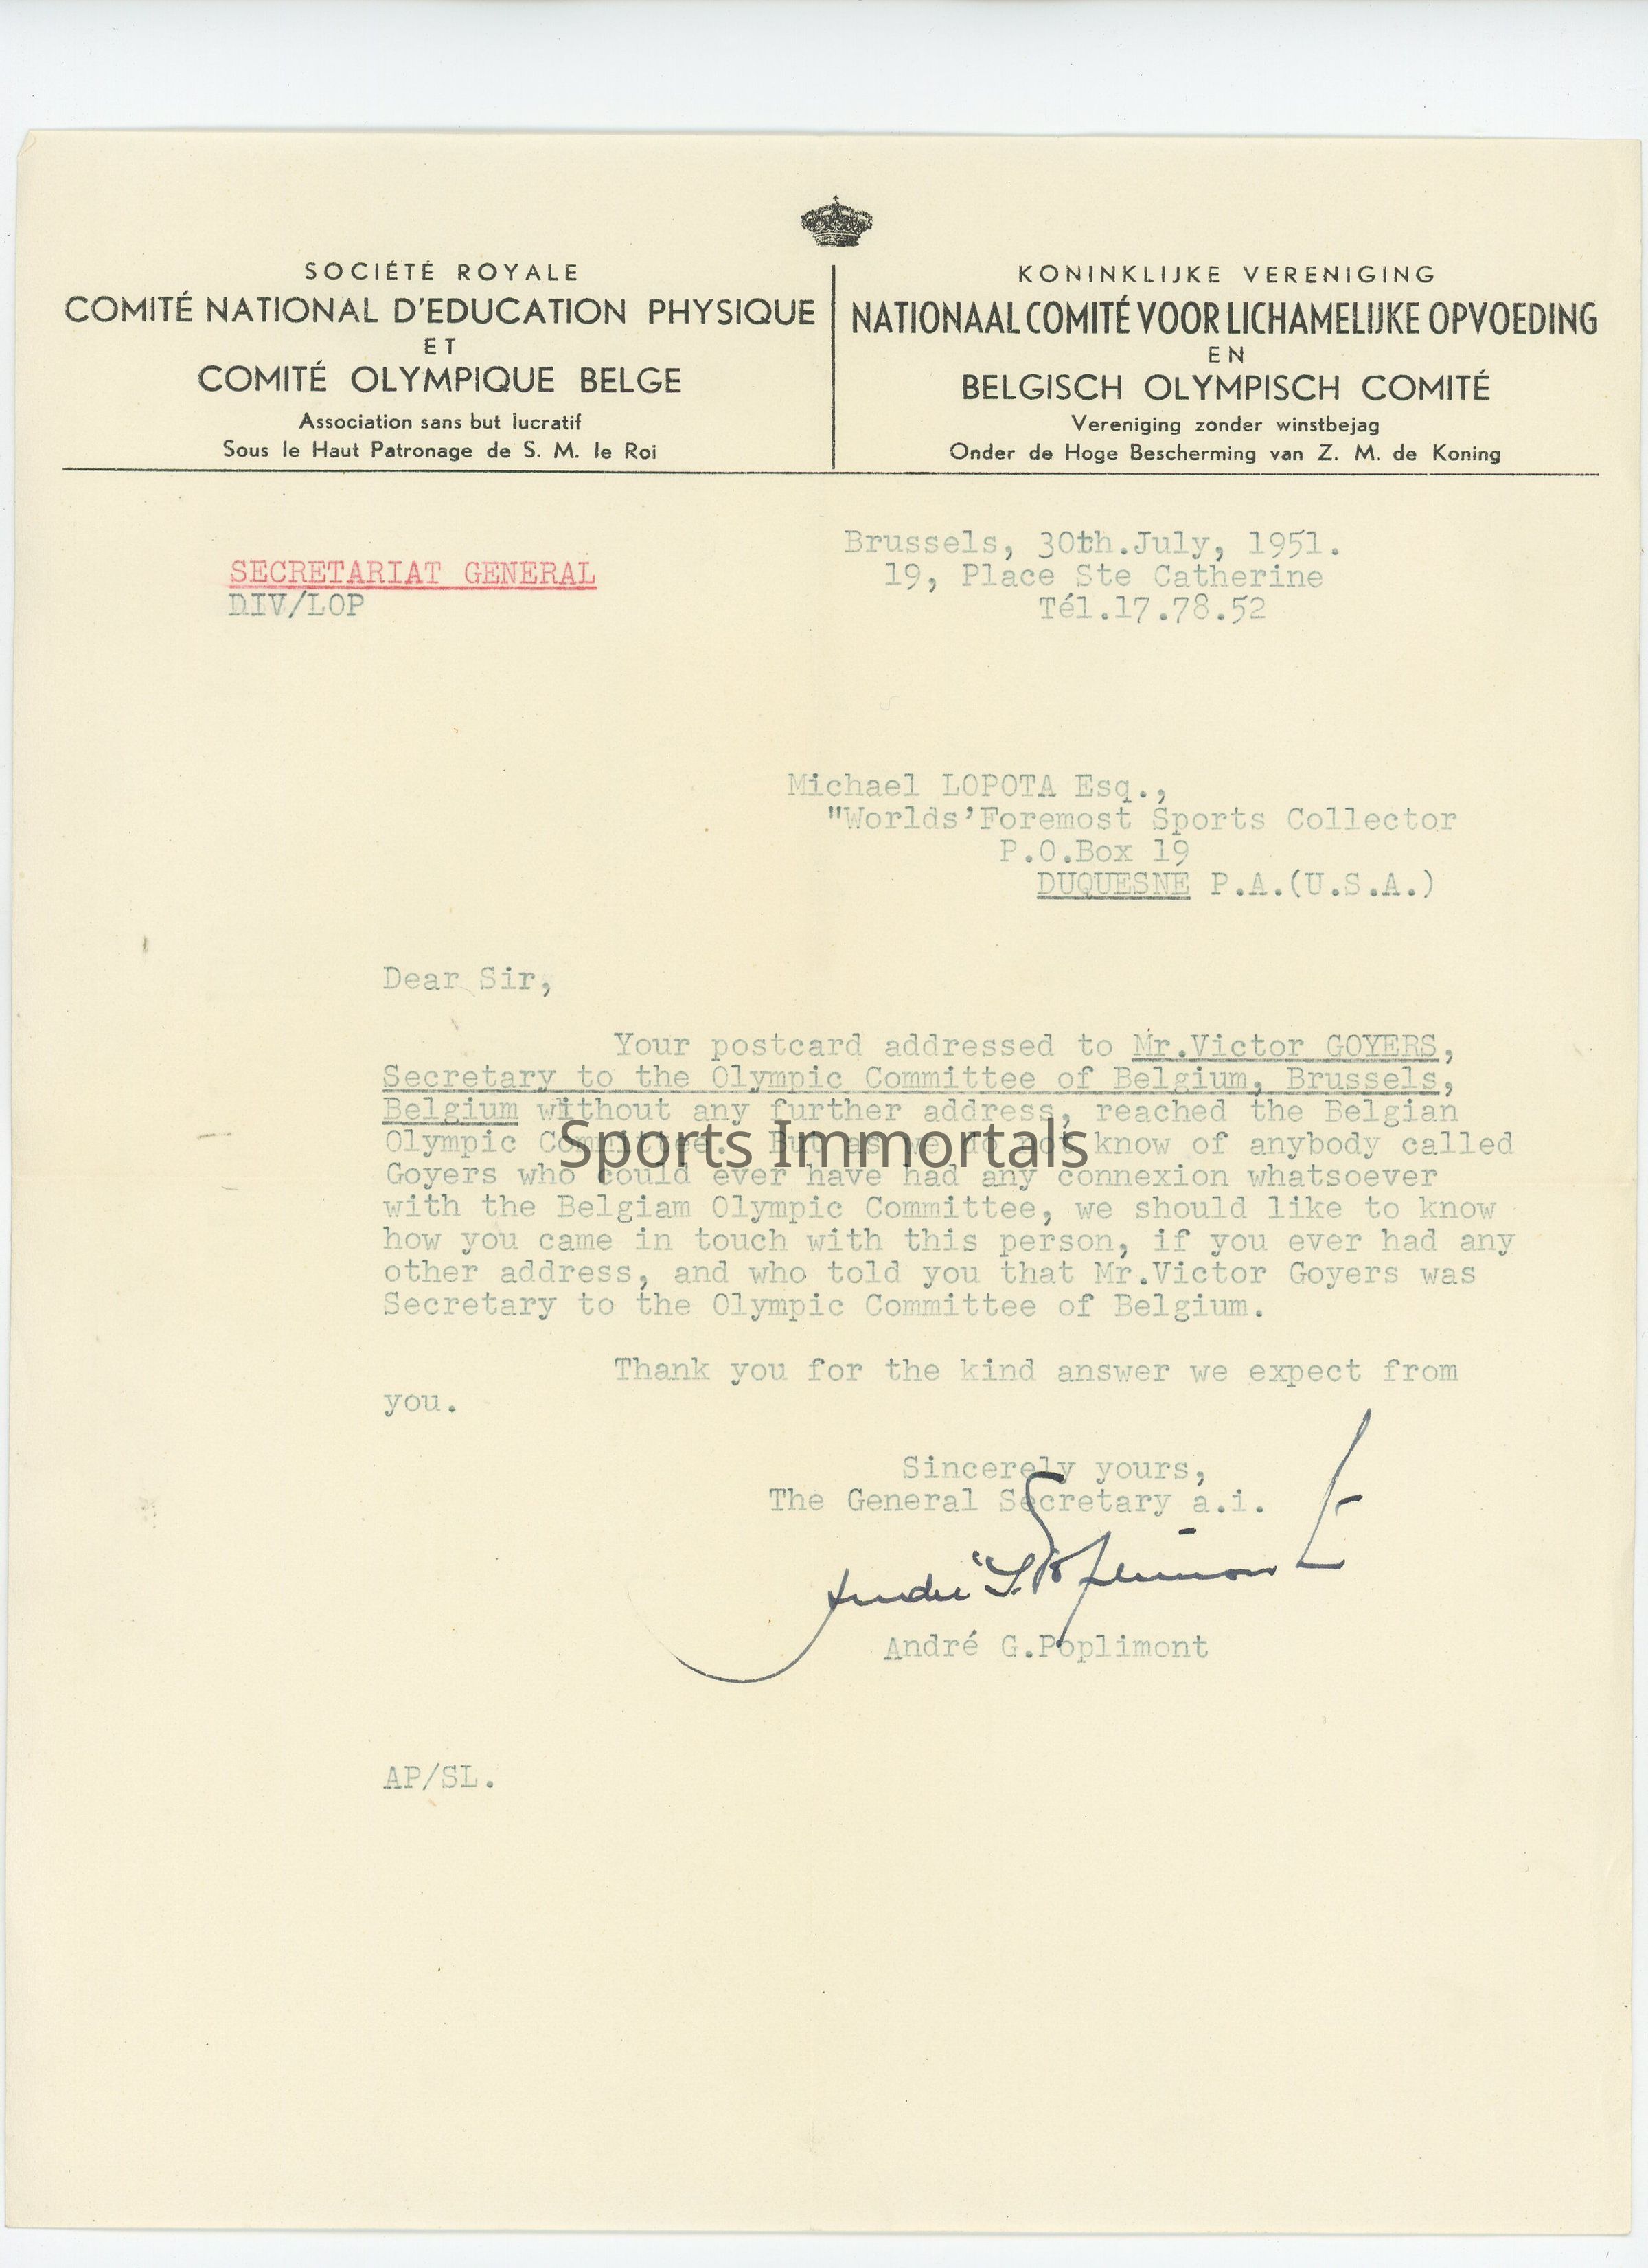 SOCIÉTÉ ROYALE
COMITÉ NATIONAL D'EDUCATION PHYSIQUE
ET
COMITÉ OLYMPIQUE BELGE
Association sans but lucratif
Sous le Haut Patronage de S. M. le Roi
KONINKLIJKE VERENIGING
NATIONAAL COMITÉ VOOR LICHAMELIJKE OPVOEDING
EN
BELGISCH OLYMPISCH COMITÉ
Vereniging zonder winstbejag
Onder de Hoge Bescherming van Z. M. de Koning
SECRETARIAT GENERAL
DIV/LOP
Brussels, 30th.July, 1951.
19, Place Ste Catherine
Tél.17.78.52
Michael LOPOTA Esq.,
"Worlds'Foremost Sports Collector
P.O.Box 19
DUQUESNE P.A.(U.S.A.)
Dear Sir,
Your postcard addressed to Mr.Victor GOYERS,
Secretary to the Olympic Committee of Belgium, Brussels,
Belgium without any further address, reached the Belgian
Olympic Committee. But as we do not know of anybody called
Goyers who could ever have had any connexion whatsoever
with the Belgiam Olympic Committee, we should like to know
how you came in touch with this person, if you ever had any
other address, and who told you that Mr.Victor Goyers was
Secretary to the Olympic Committee of Belgium.
Sports Immortals
Thank you for the kind answer we expect from
you.
Sincerely yours,
The General Secretary a.i.
André G. Poplimont
André G.Poplimont
AP/SL.